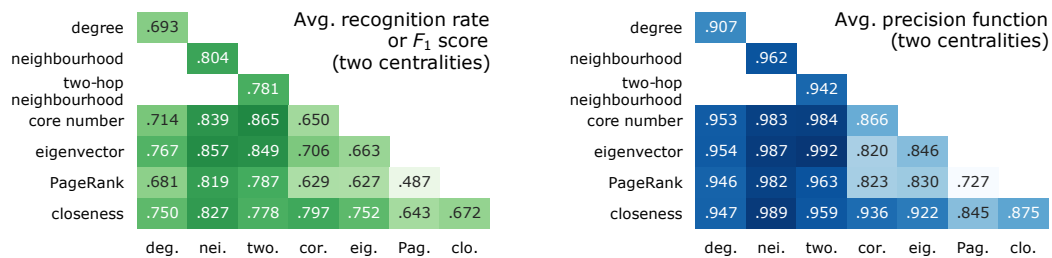 Avg. recognition rate
or F1 score
(two centralities)
degree .693
neighbourhood .804
two-hop
neighbourhood .781
core number .714 .839 .865 .650
eigenvector .767 .857 .849 .706 .663
PageRank .681 .819 .787 .629 .627 .487
closeness .750 .827 .778 .797 .752 .643 .672
deg. nei. two. cor. eig. Pag. clo.
Avg. precision function
(two centralities)
degree .907
neighbourhood .962
two-hop
neighbourhood .942
core number .953 .983 .984 .866
eigenvector .954 .987 .992 .820 .846
PageRank .946 .982 .963 .823 .830 .727
closeness .947 .989 .959 .936 .922 .845 .875
deg. nei. two. cor. eig. Pag. clo.